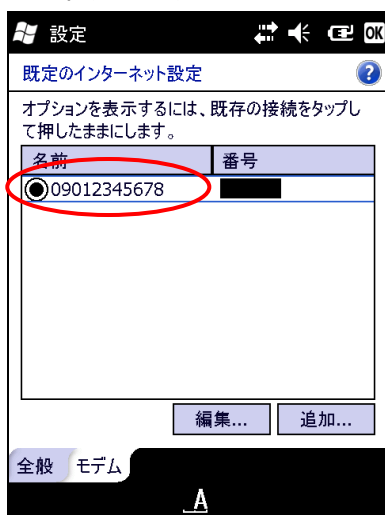 設定
OK
既定のインターネット設定
?
オプションを表示するには、既存の接続をタップし
て押したままにします。
名前 番号
09012345678
編集... 追加...
全般 モデム
A